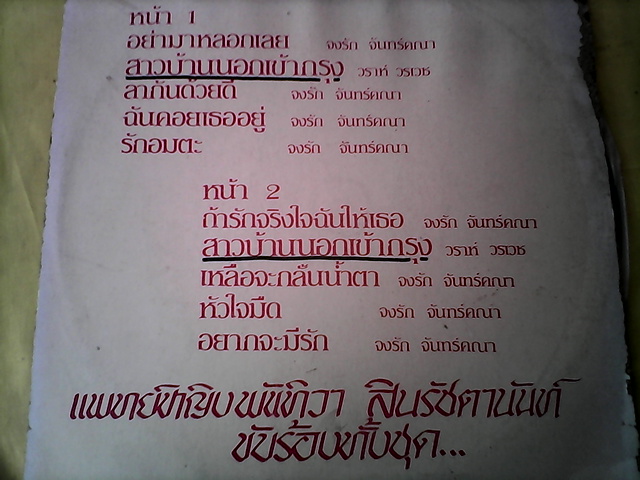 หน้า 1
อย่ามาหลอกเลย จงรัก จันทร์คณา
สาวบ้านนอกเข้ากรุง วราห์ วรเวช
ลากันด้วยดี จงรัก จันทร์คณา
ฉันคอยเธออยู่ จงรัก จันทร์คณา
รักอมตะ จงรัก จันทร์คณา
หน้า 2
ถ้ารักจริงใจฉันให้เธอ จงรัก จันทร์คณา
สาวบ้านนอกเข้ากรุง วราห์ วรเวช
เหลือจะกลั้นน้ำตา จงรัก จันทร์คณา
หัวใจมืด จงรัก จันทร์คณา
อยากจะมีรัก จงรัก จันทร์คณา
แพทย์หญิงพันทิวา สินรัชตานันท์
ขับร้องทั้งชุด...